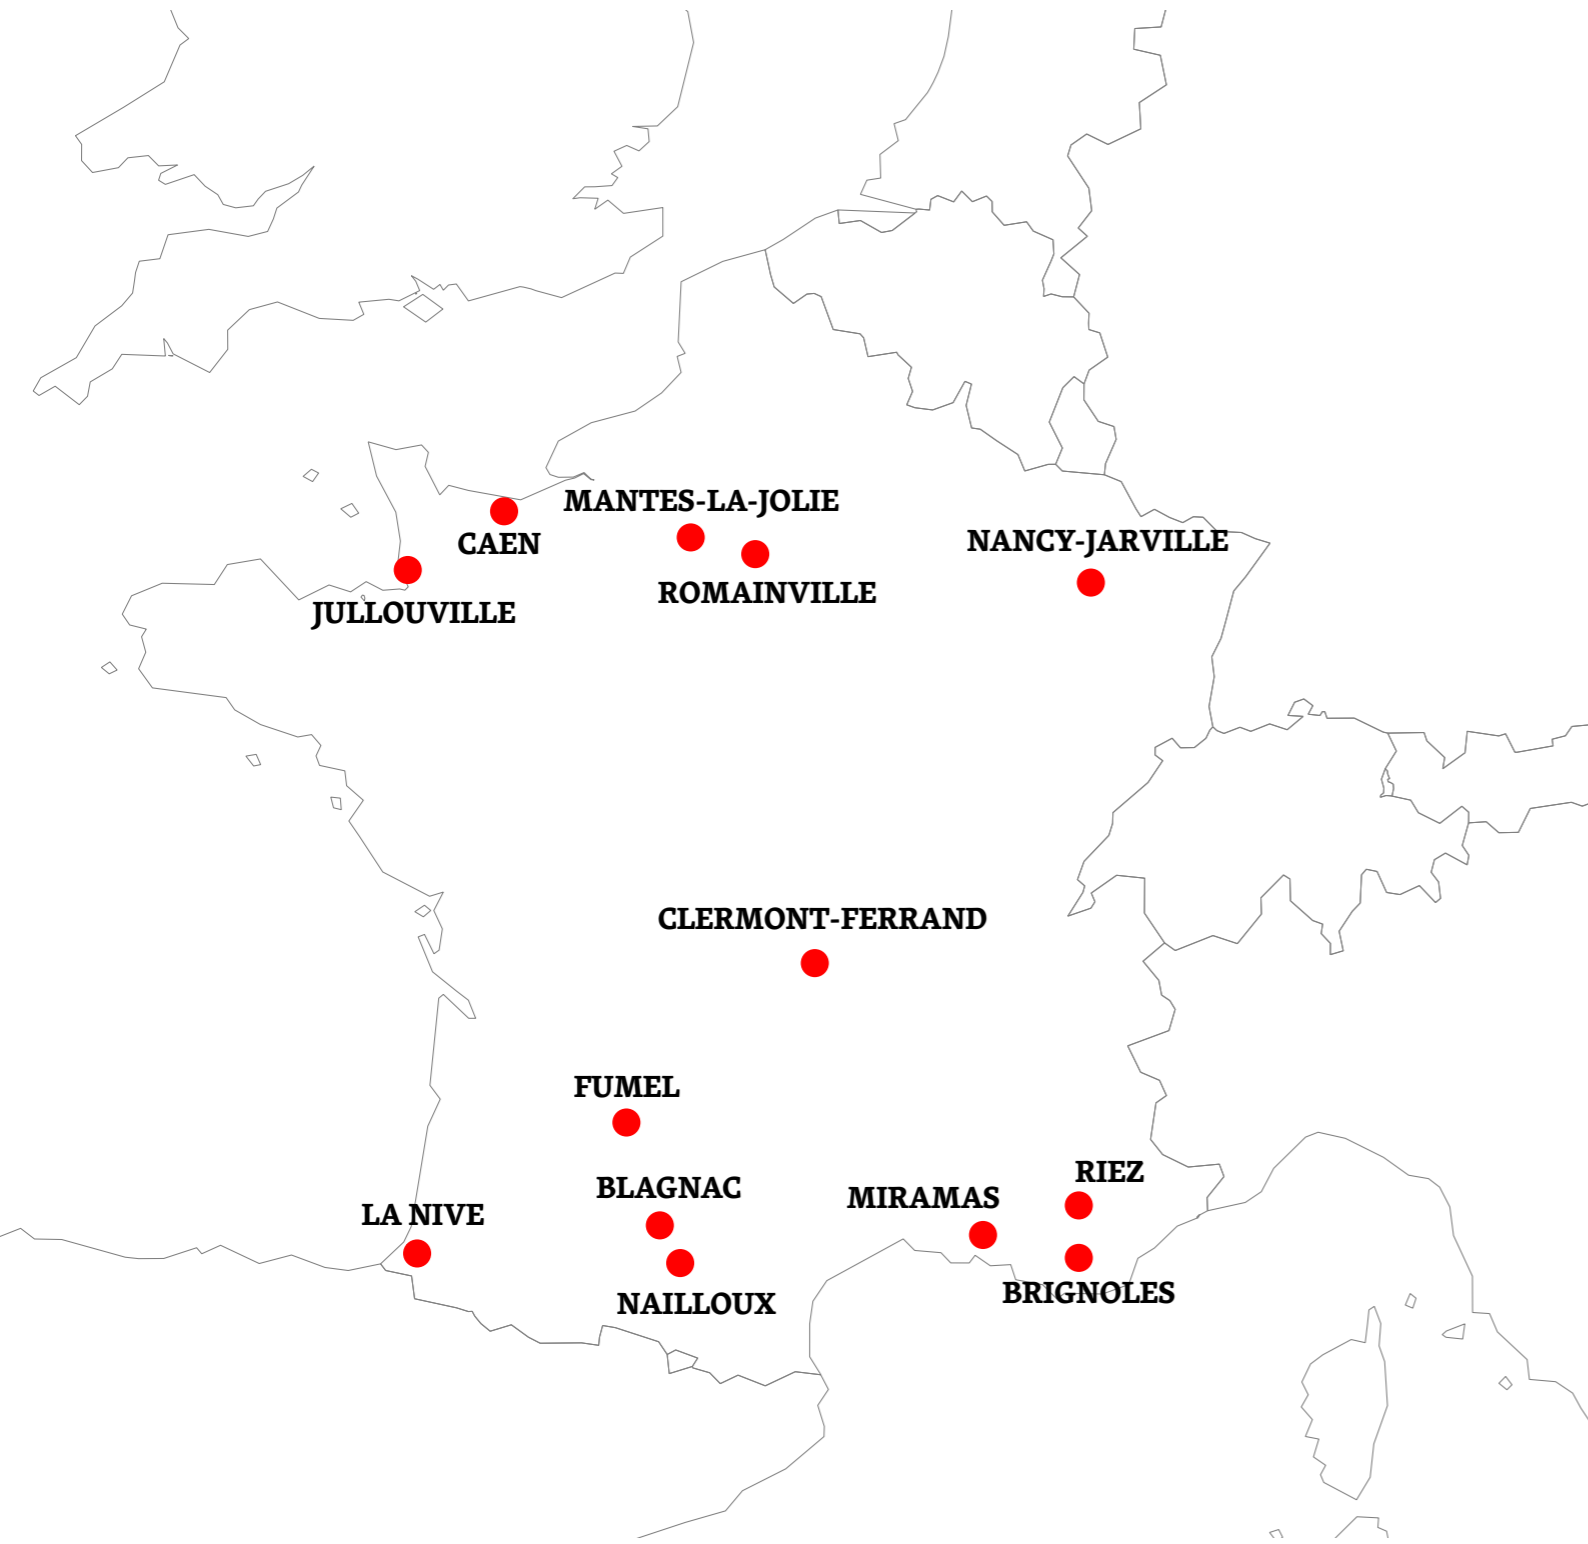 MANTES-LA-JOLIE
CAEN
NANCY-JARVILLE
ROMAINVILLE
JULLOUVILLE
CLERMONT-FERRAND
FUMEL
RIEZ
BLAGNAC
MIRAMAS
LA NIVE
BRIGNOLES
NAILLOUX